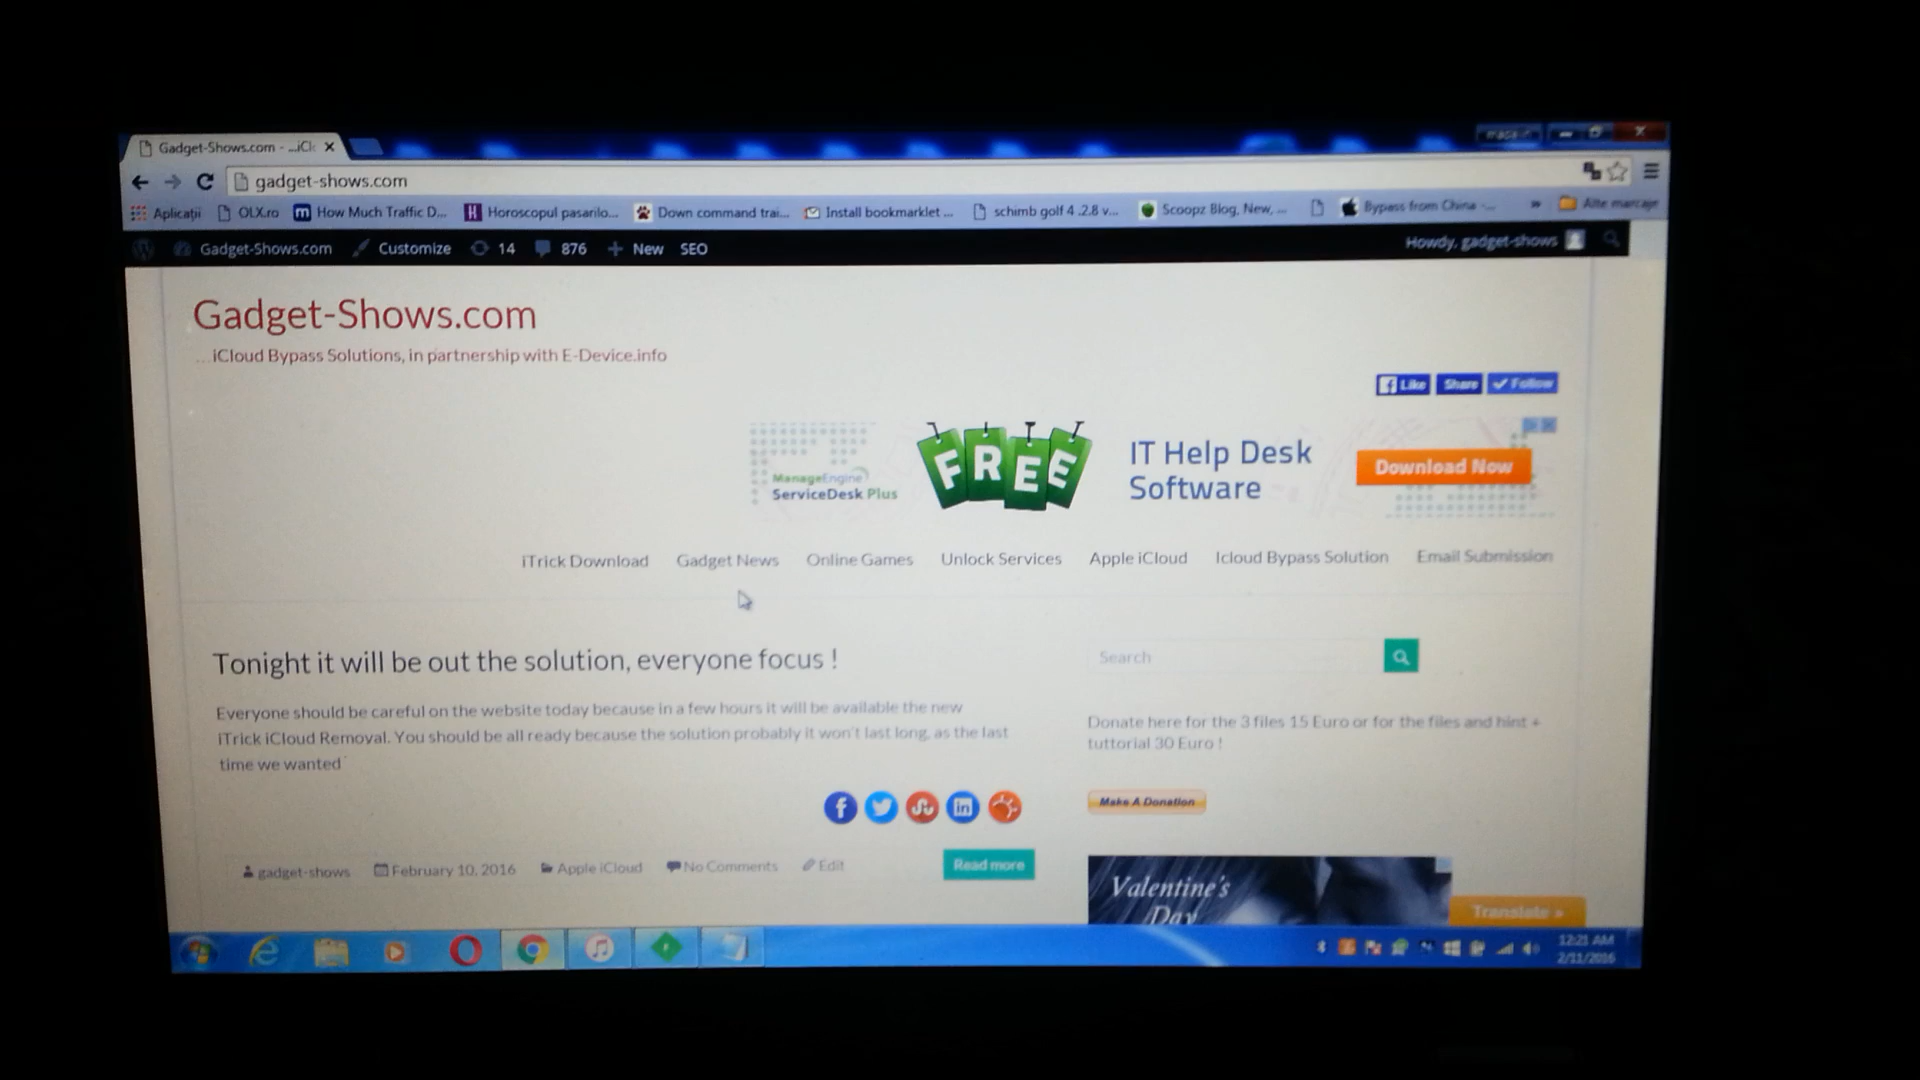 Gadget-Shows.com - ...iCl
gadget-shows.com
Aplicații OLX.ro How Much Traffic D... Horoscopul pasarilo... Down command trai... Install bookmarklet ... schimb golf 4 .2.8 v... Scoopz Blog, New, ... Bypass from China -... » Alte marcaje
Gadget-Shows.com Customize 14 876 New SEO Howdy, gadget-shows
Gadget-Shows.com
...iCloud Bypass Solutions, in partnership with E-Device.info
Like Share Follow
ManageEngine
ServiceDesk Plus
FREE
IT Help Desk
Software
Download Now
iTrick Download Gadget News Online Games Unlock Services Apple iCloud Icloud Bypass Solution Email Submission
Tonight it will be out the solution, everyone focus !
Everyone should be careful on the website today because in a few hours it will be available the new
iTrick iCloud Removal. You should be all ready because the solution probably it won't last long, as the last
time we wanted
gadget-shows February 10, 2016 Apple iCloud No Comments Edit Read more
Search
Donate here for the 3 files 15 Euro or for the files and hint +
tuttorial 30 Euro !
Make A Donation
Valentine's
Day
Translate »
12:21 AM
2/11/2016